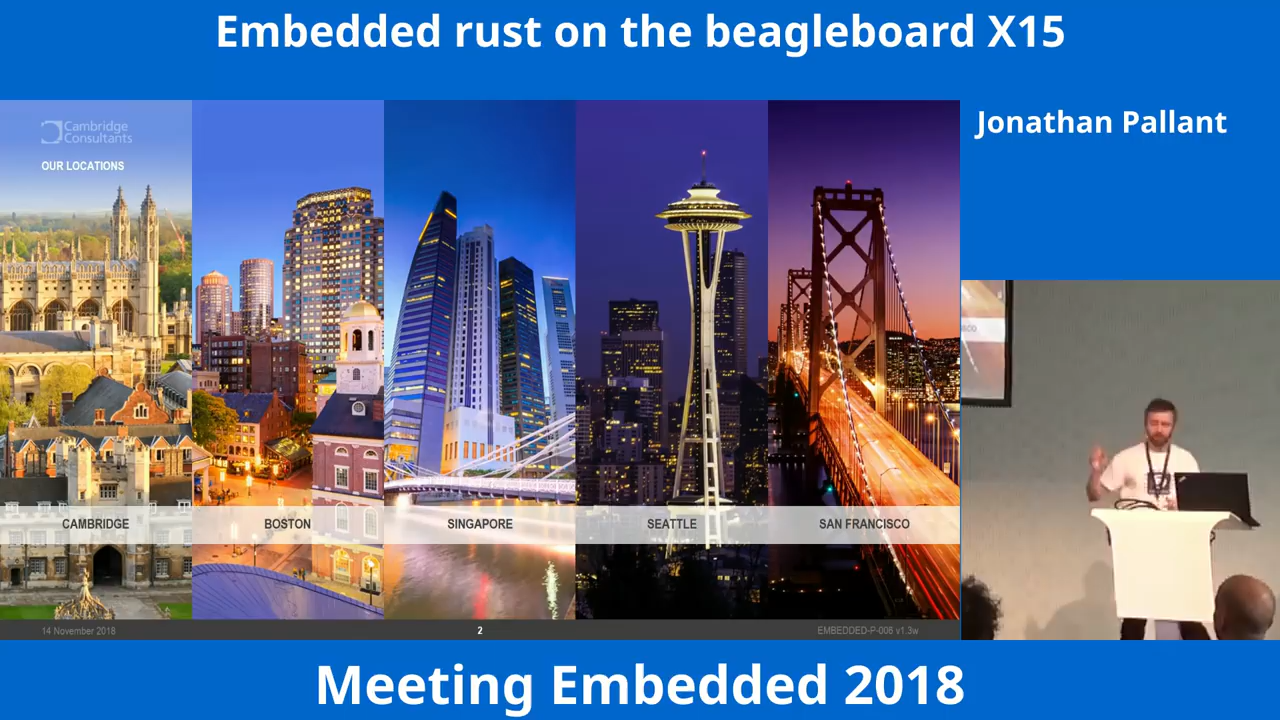 Embedded rust on the beagleboard X15
Jonathan Pallant
Cambridge
Consultants
OUR LOCATIONS
CAMBRIDGE
BOSTON
SINGAPORE
SEATTLE
SAN FRANCISCO
14 November 2018
2
EMBEDDED-P-006 v1.3w
Meeting Embedded 2018